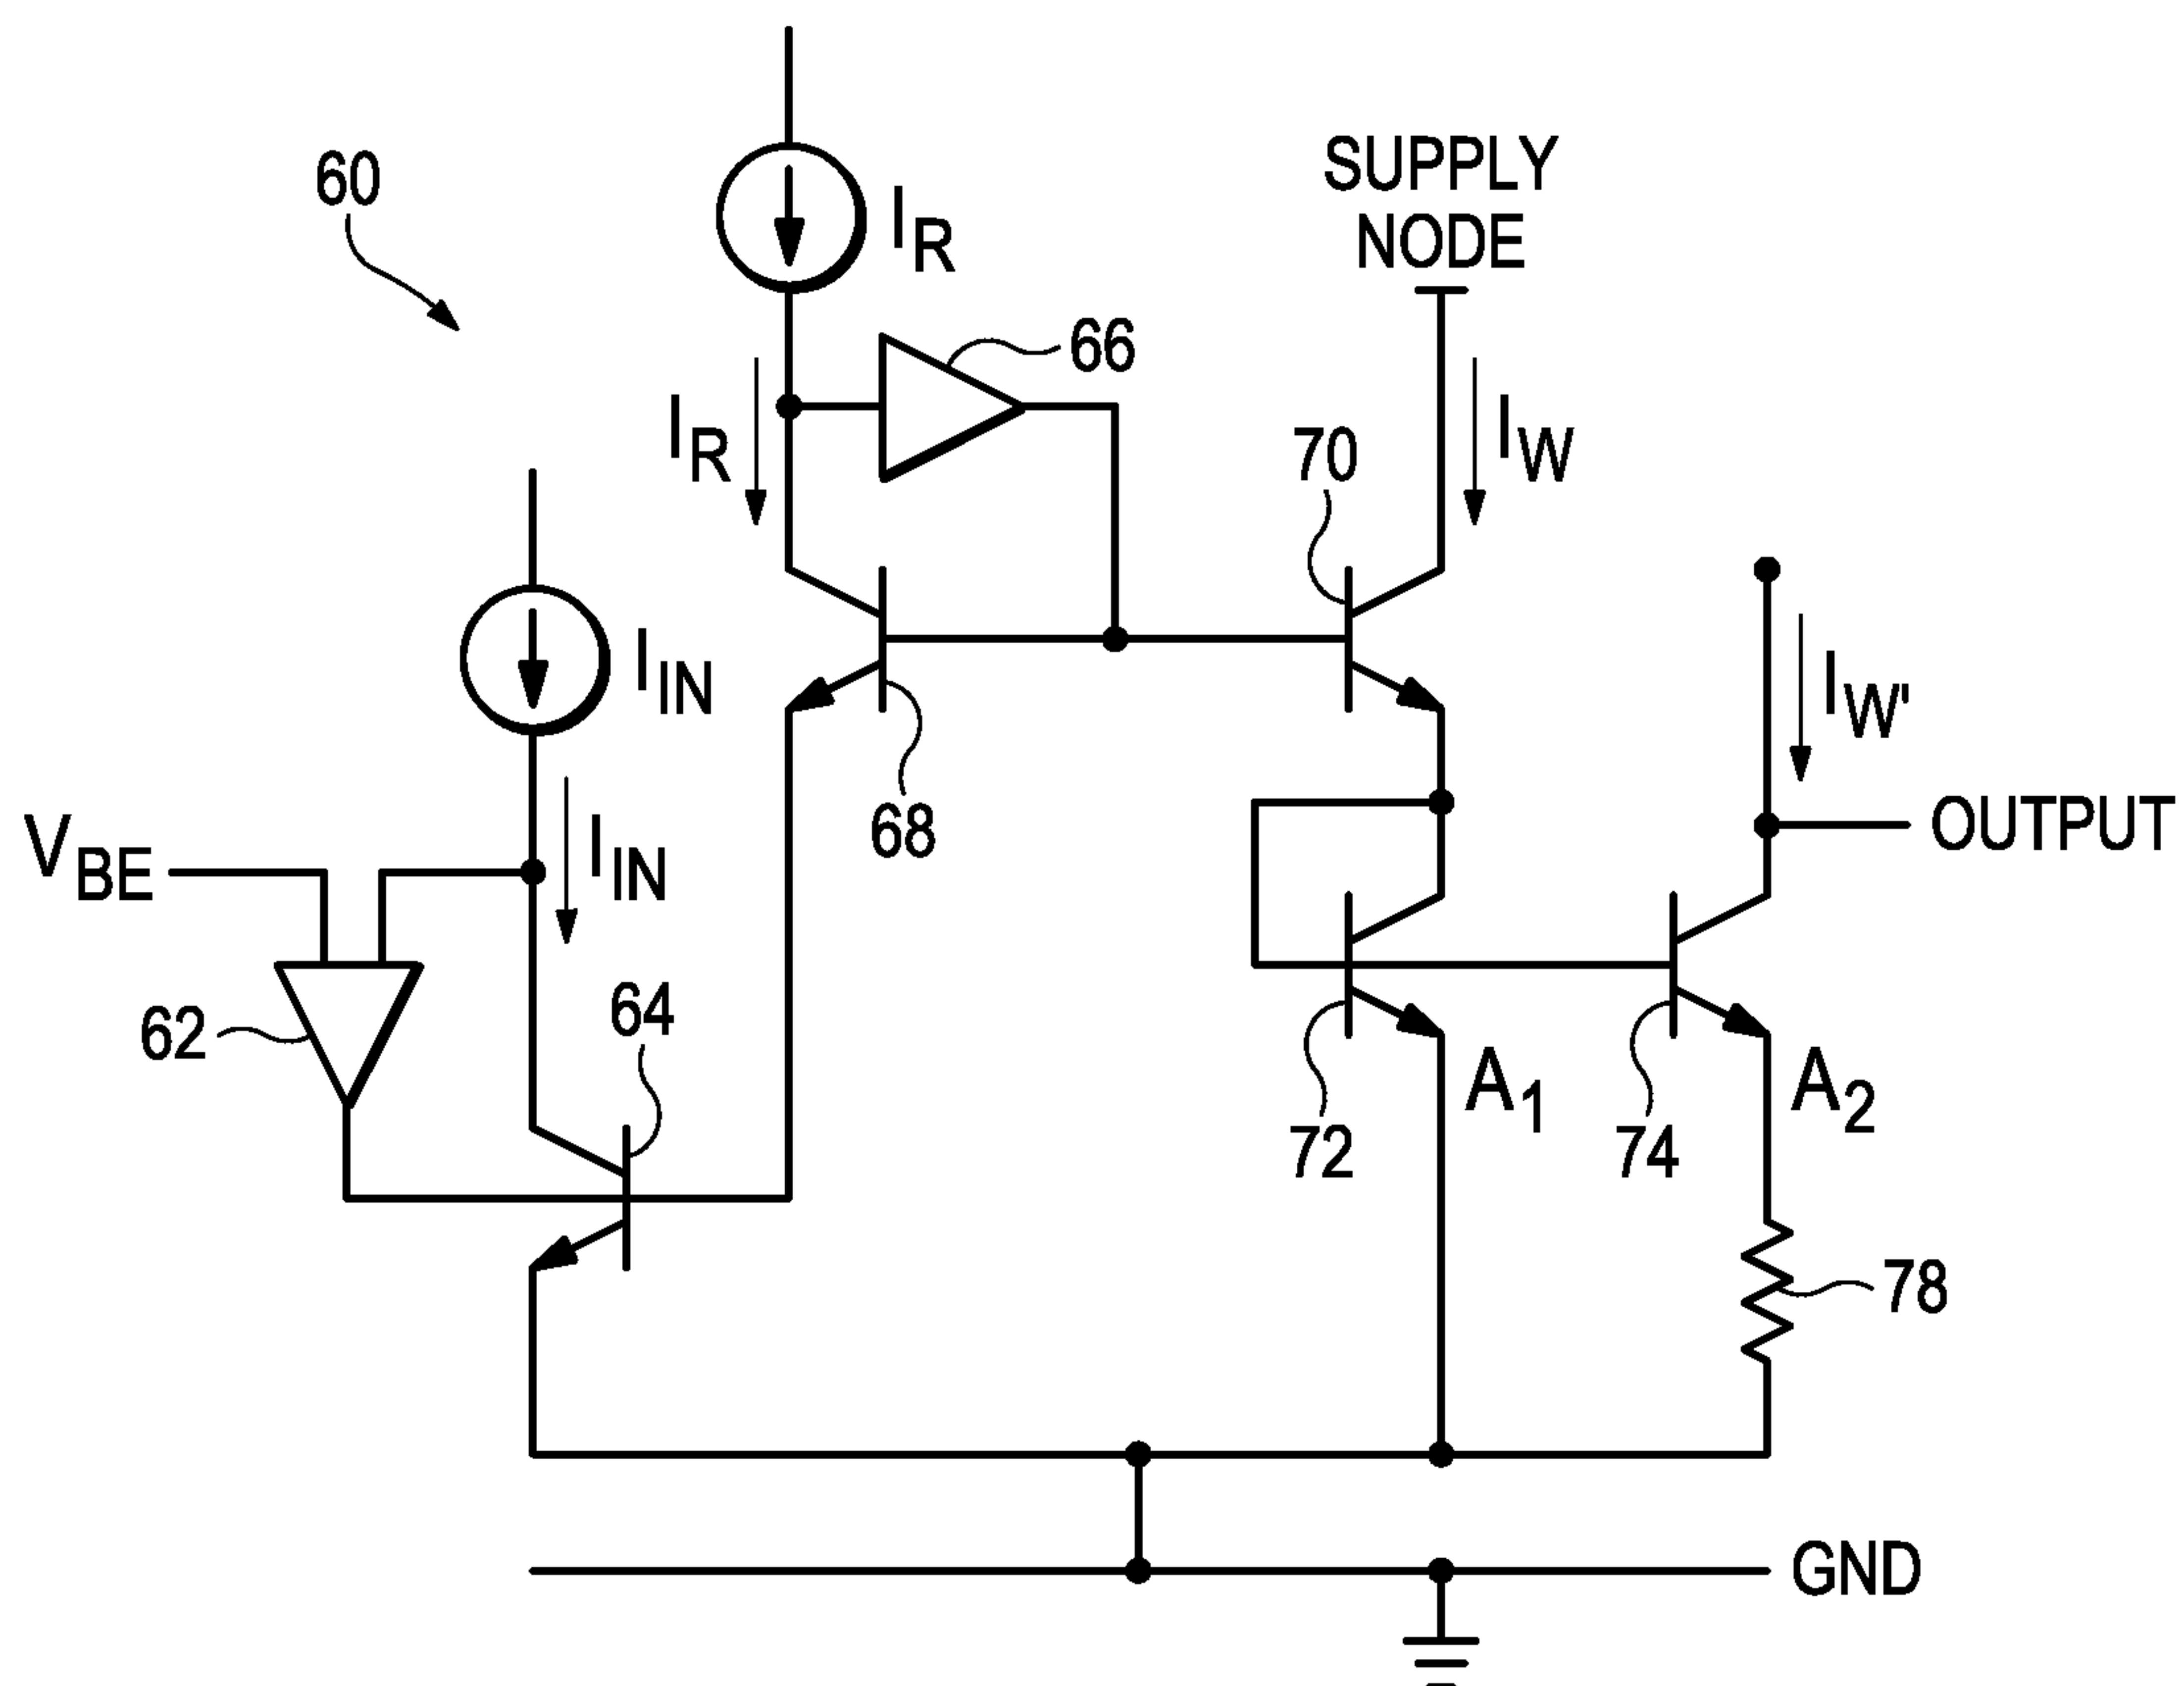 60
I_R
SUPPLY
NODE
66
I_R
70
I_W
I_IN
68
I_W'
V_BE
I_IN
OUTPUT
62
64
72
A_1
74
A_2
78
GND